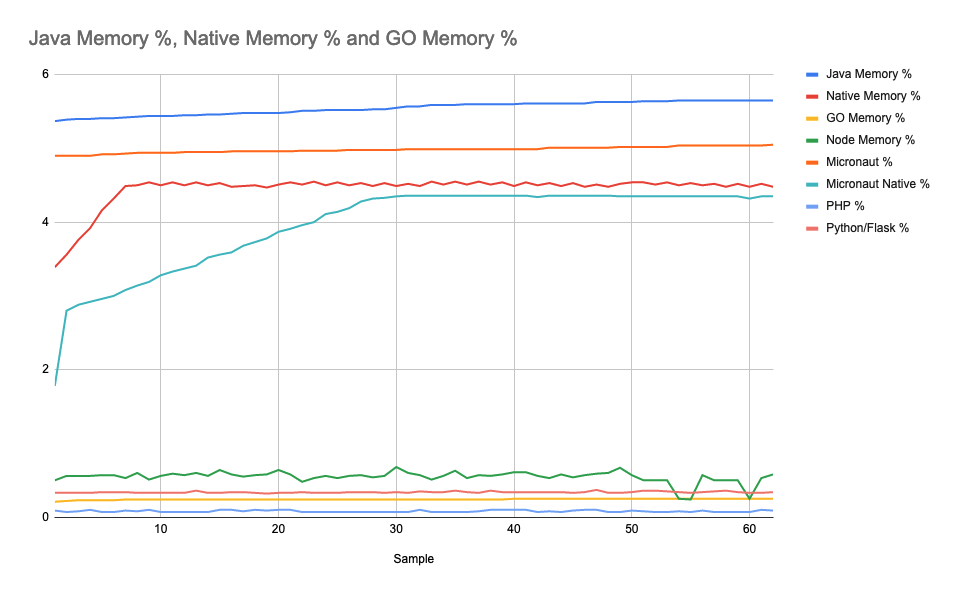 Java Memory %, Native Memory % and GO Memory %
6
4
2
0
10 20 30 40 50 60
Sample
Java Memory %
Native Memory %
GO Memory %
Node Memory %
Micronaut %
Micronaut Native %
PHP %
Python/Flask %